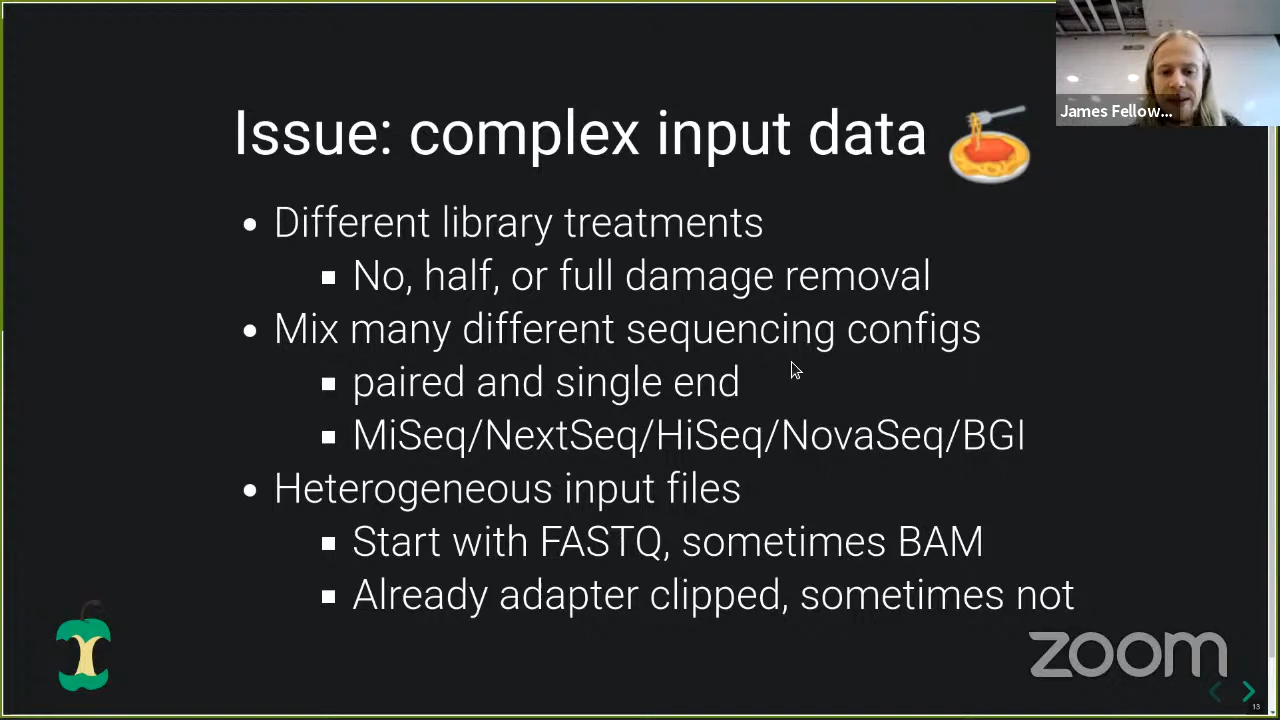 James Fellow...
Issue: complex input data
Different library treatments
No, half, or full damage removal
Mix many different sequencing configs
paired and single end
MiSeq/NextSeq/HiSeq/NovaSeq/BGI
Heterogeneous input files
Start with FASTQ, sometimes BAM
Already adapter clipped, sometimes not
zoom
13